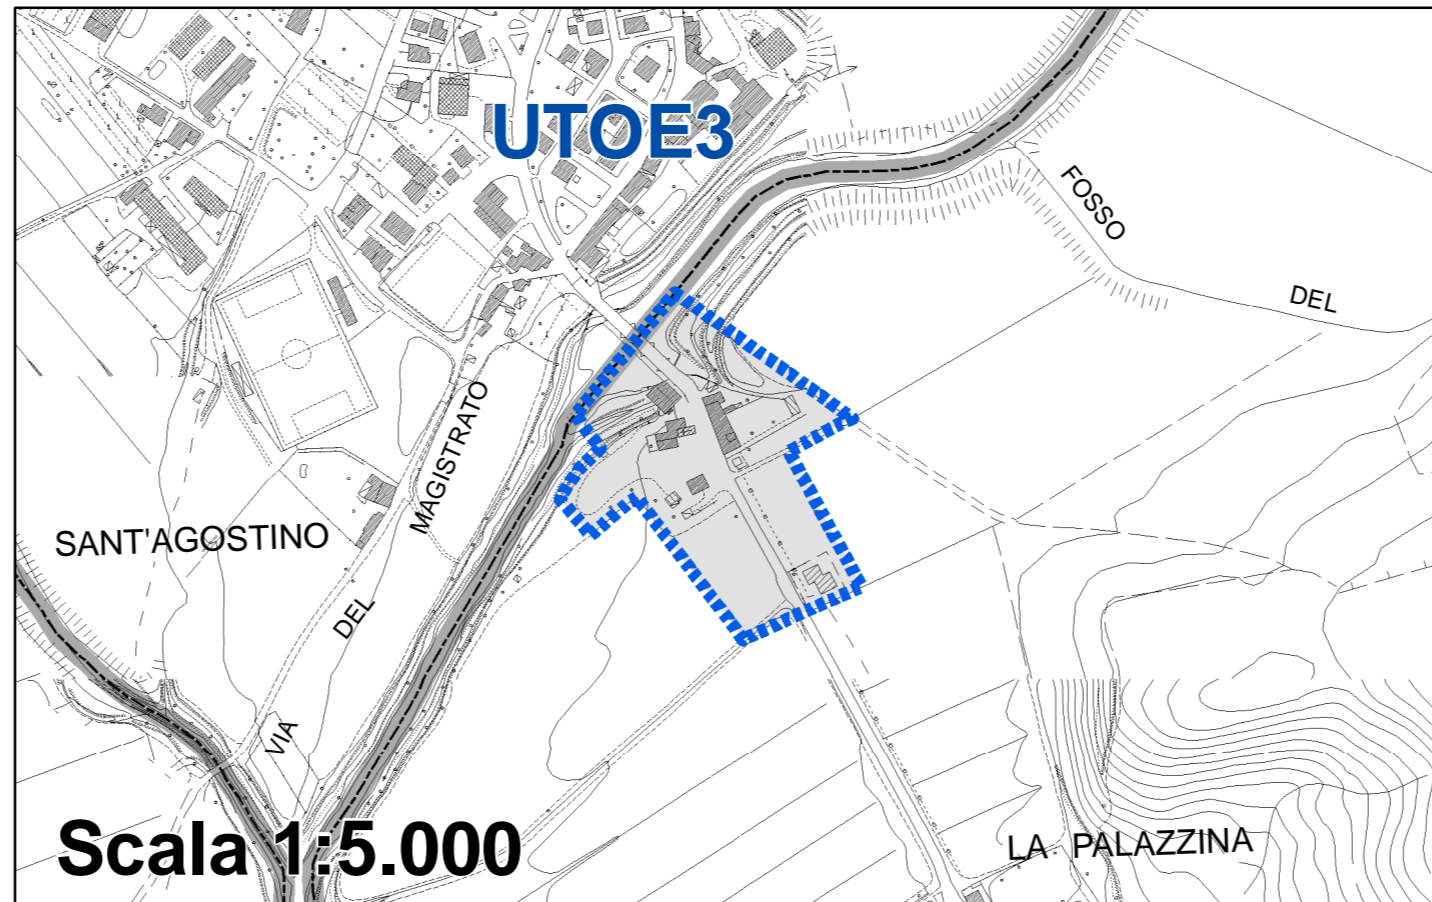 UTOE3
FOSSO
DEL
MAGISTRATO
SANT'AGOSTINO
DEL
VIA
Scala 1:5.000
LA PALAZZINA